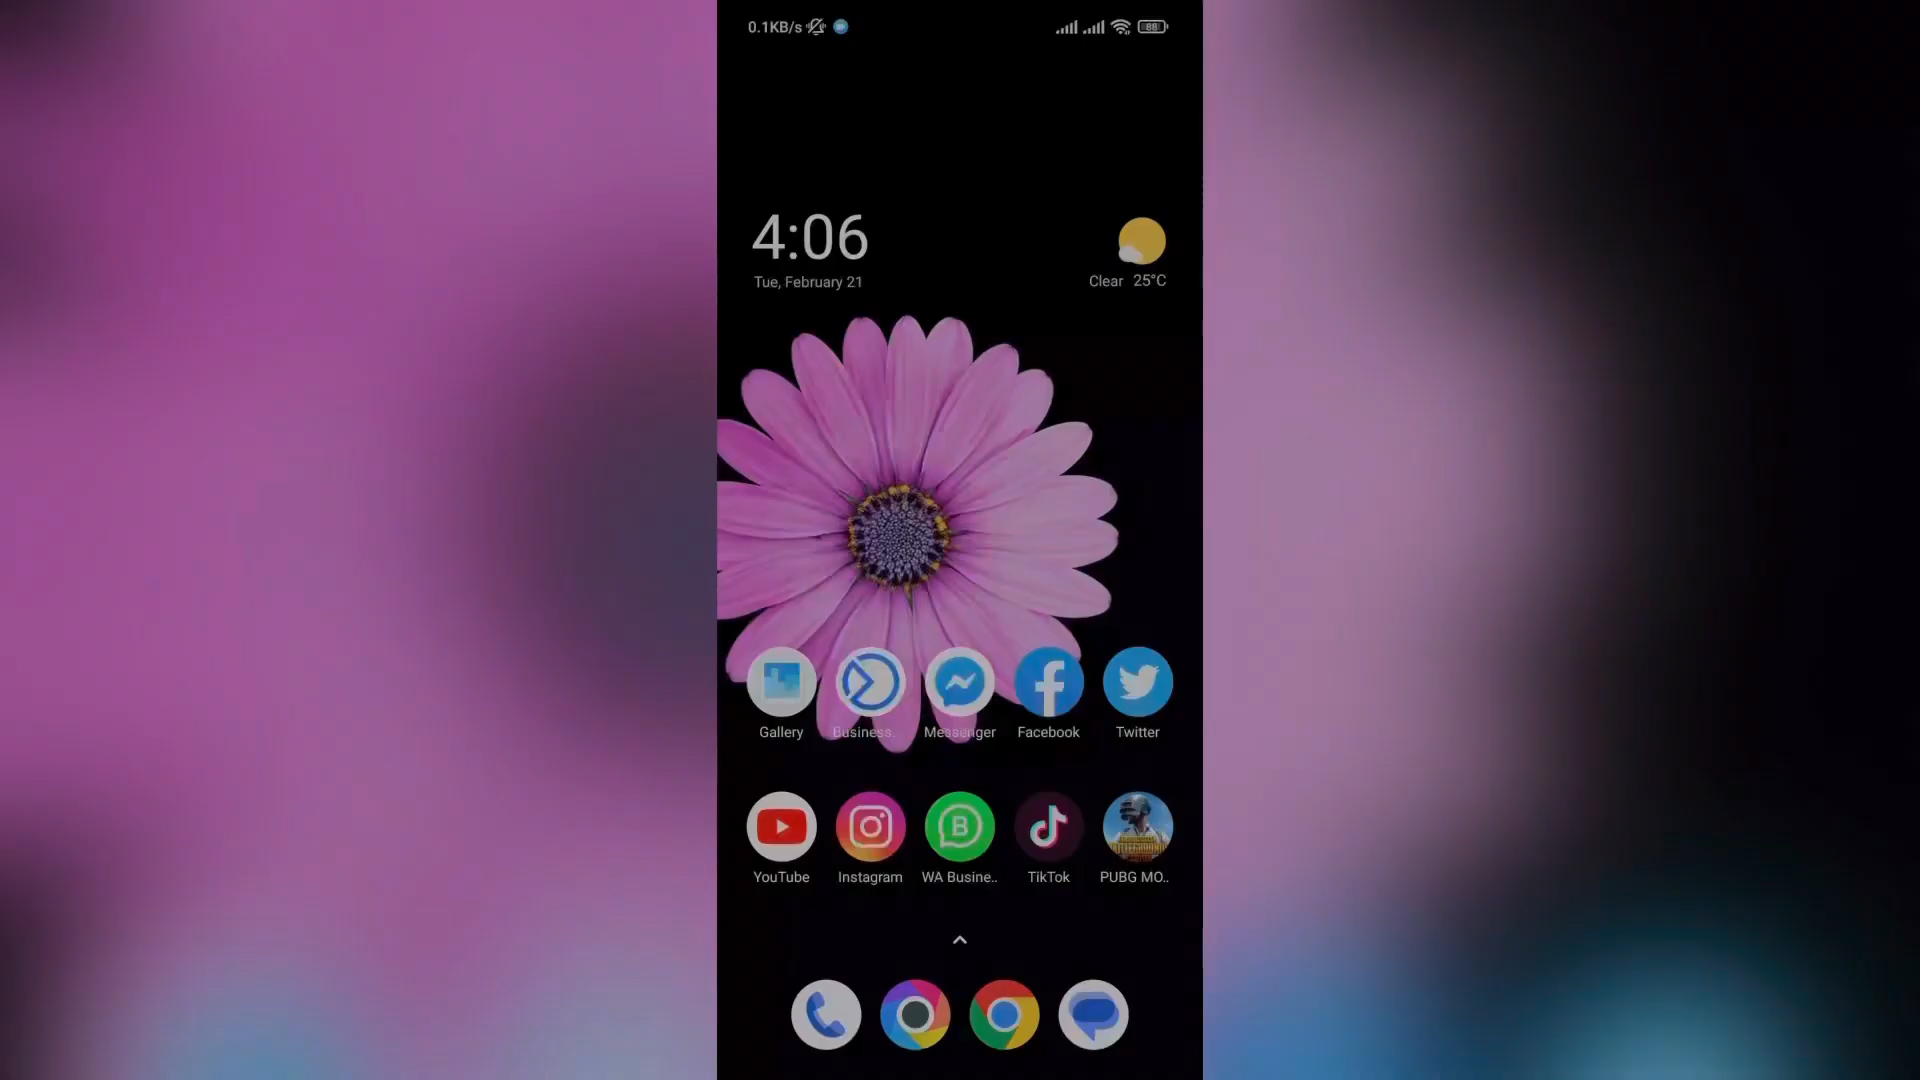 0.1KB/s
88
4:06
Tue, February 21
Clear 25°C
Gallery
Business.
Messenger
Facebook
Twitter
YouTube
Instagram
WA Busine..
TikTok
PUBG MO..